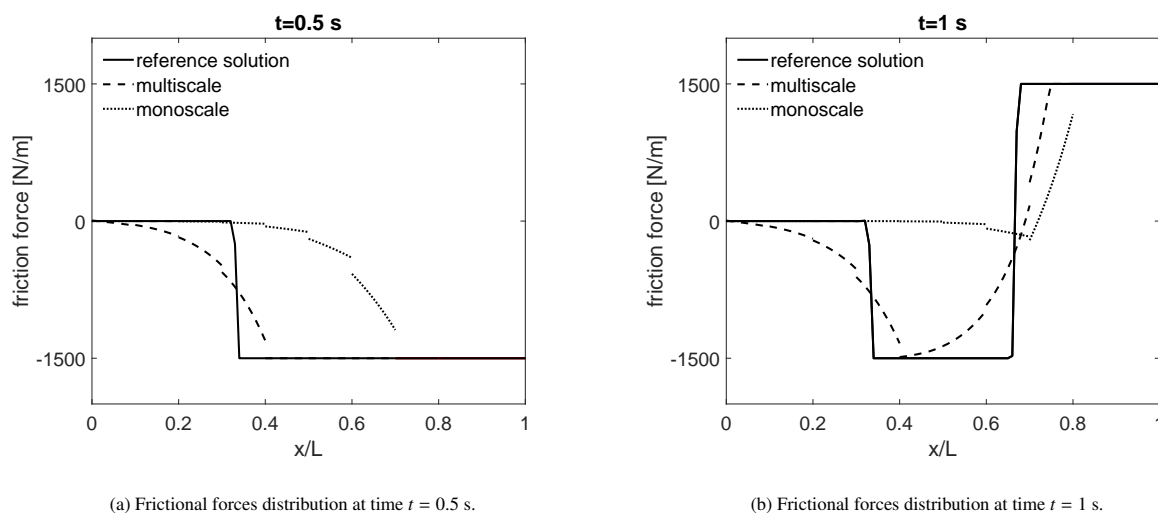 t=0.5 s
1500
0
-1500
friction force [N/m]
reference solution
multiscale
monoscale
0 0.2 0.4 0.6 0.8 1
x/L
(a) Frictional forces distribution at time t = 0.5 s.
t=1 s
1500
0
-1500
friction force [N/m]
reference solution
multiscale
monoscale
0 0.2 0.4 0.6 0.8 1
x/L
(b) Frictional forces distribution at time t = 1 s.